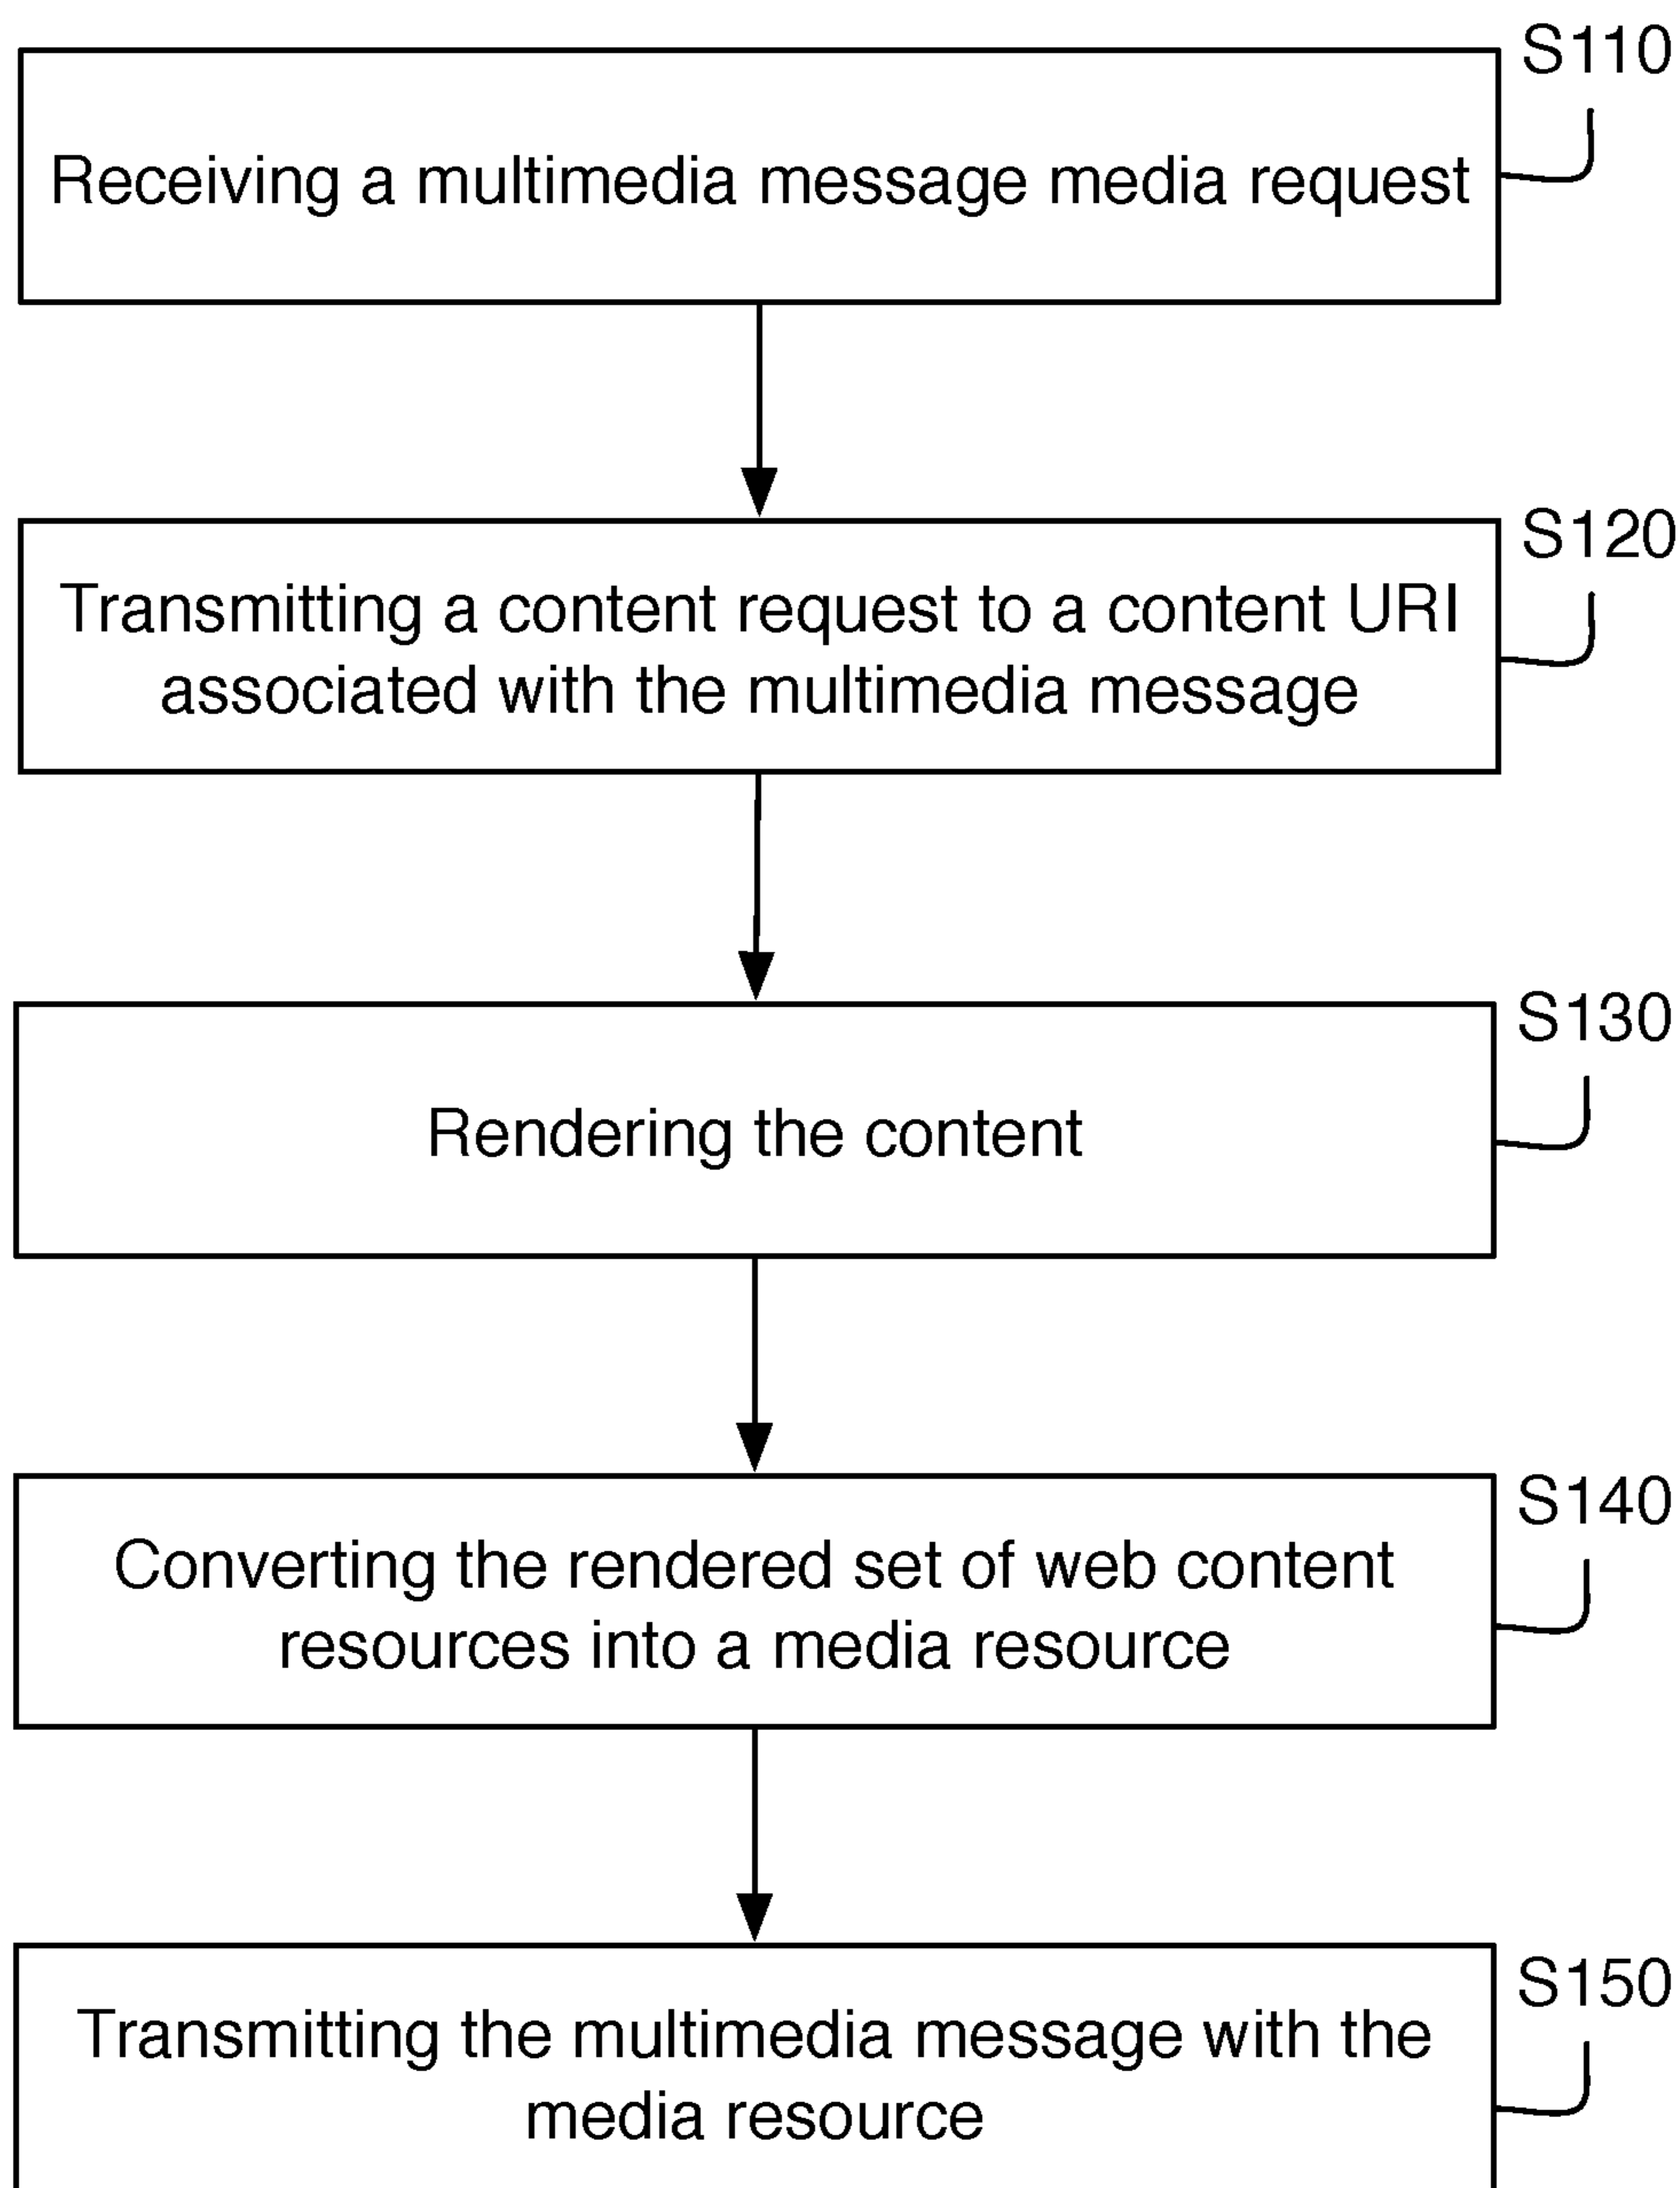 S110
Receiving a multimedia message media request
S120
Transmitting a content request to a content URI
associated with the multimedia message
S130
Rendering the content
S140
Converting the rendered set of web content
resources into a media resource
S150
Transmitting the multimedia message with the
media resource